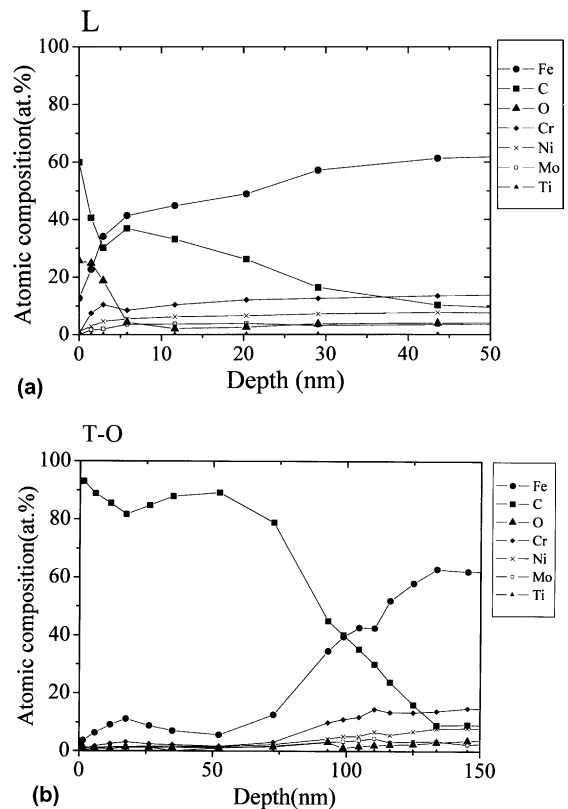 L
100
80
60
40
20
0
Atomic composition(at.%)
0 10 20 30 40 50
Depth (nm)
(a)
Fe
C
O
Cr
Ni
Mo
Ti
T-O
100
80
60
40
20
0
Atomic composition(at.%)
0 50 100 150
Depth(nm)
(b)
Fe
C
O
Cr
Ni
Mo
Ti